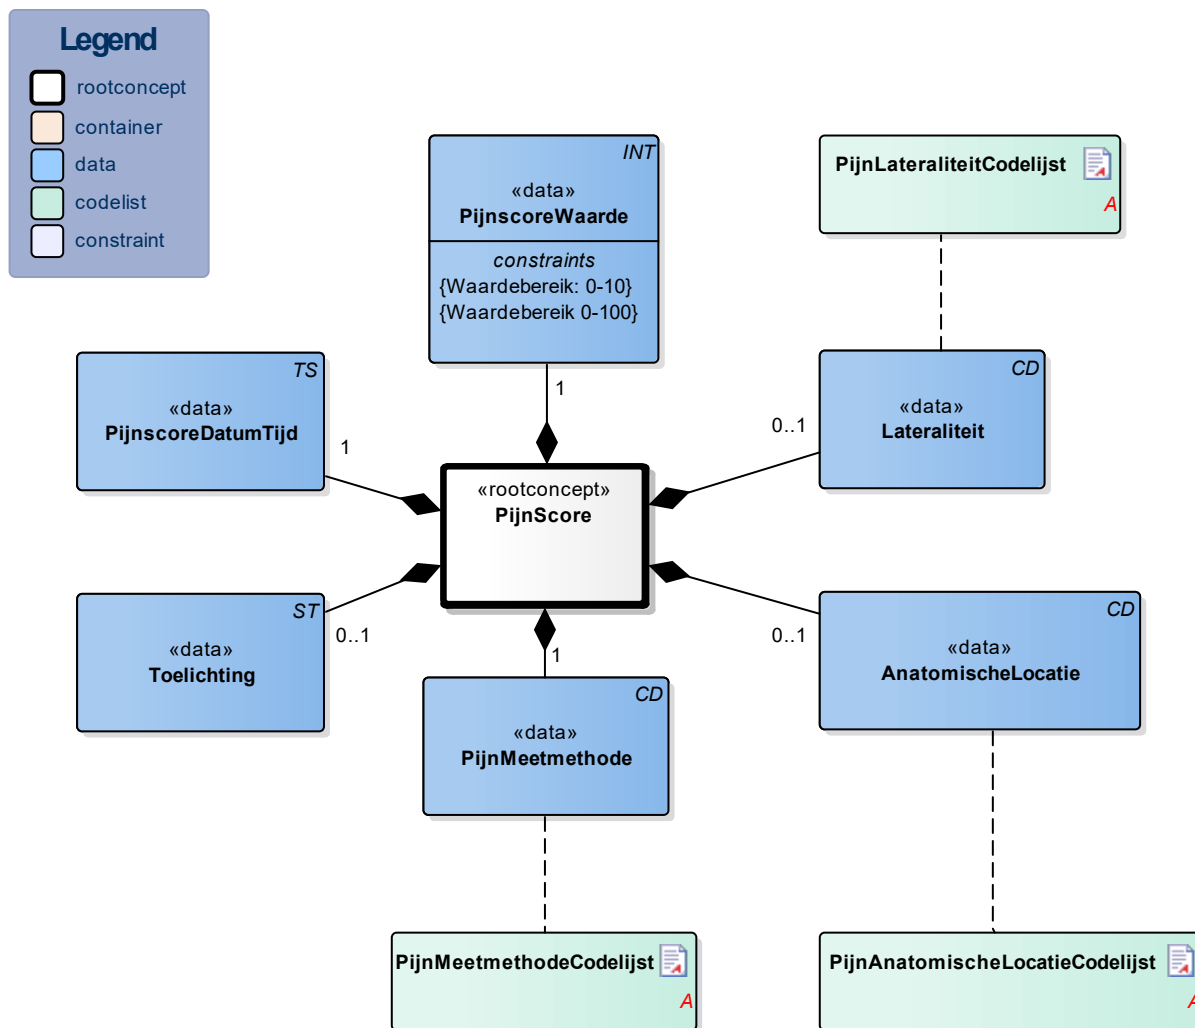 Legend
rootconcept
container
data
codelist
constraint
INT
«data»
PijnscoreWaarde
constraints
{Waardebereik: 0-10}
{Waardebereik 0-100}
PijnLateraliteitCodelijst
A
TS
«data»
PijnscoreDatumTijd
1
1
CD
«data»
Lateraliteit
0..1
«rootconcept»
PijnScore
ST
«data»
Toelichting
0..1
1
CD
«data»
PijnMeetmethode
CD
«data»
AnatomischeLocatie
0..1
PijnMeetmethodeCodelijst
A
PijnAnatomischeLocatieCodelijst
A